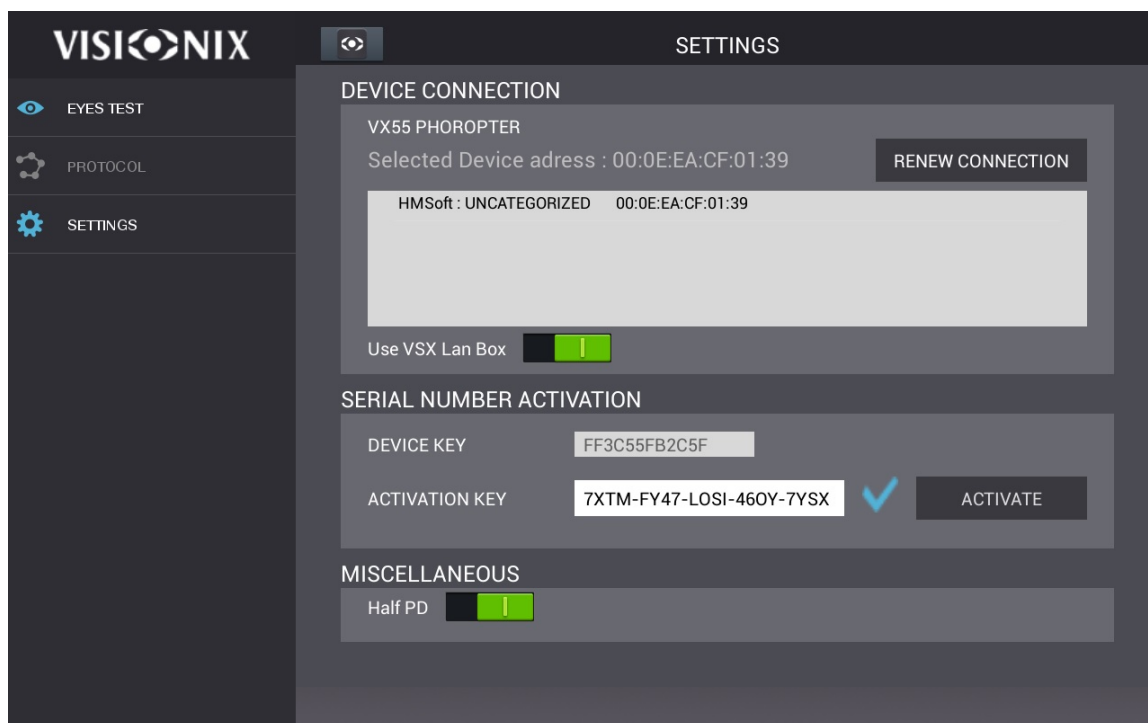 VISIONIX
SETTINGS
EYES TEST
PROTOCOL
SETTINGS
DEVICE CONNECTION
VX55 PHOROPTER
Selected Device adress : 00:0E:EA:CF:01:39
RENEW CONNECTION
HMSoft : UNCATEGORIZED 00:0E:EA:CF:01:39
Use VSX Lan Box
SERIAL NUMBER ACTIVATION
DEVICE KEY FF3C55FB2C5F
ACTIVATION KEY 7XTM-FY47-LOSI-46OY-7YSX ACTIVATE
MISCELLANEOUS
Half PD